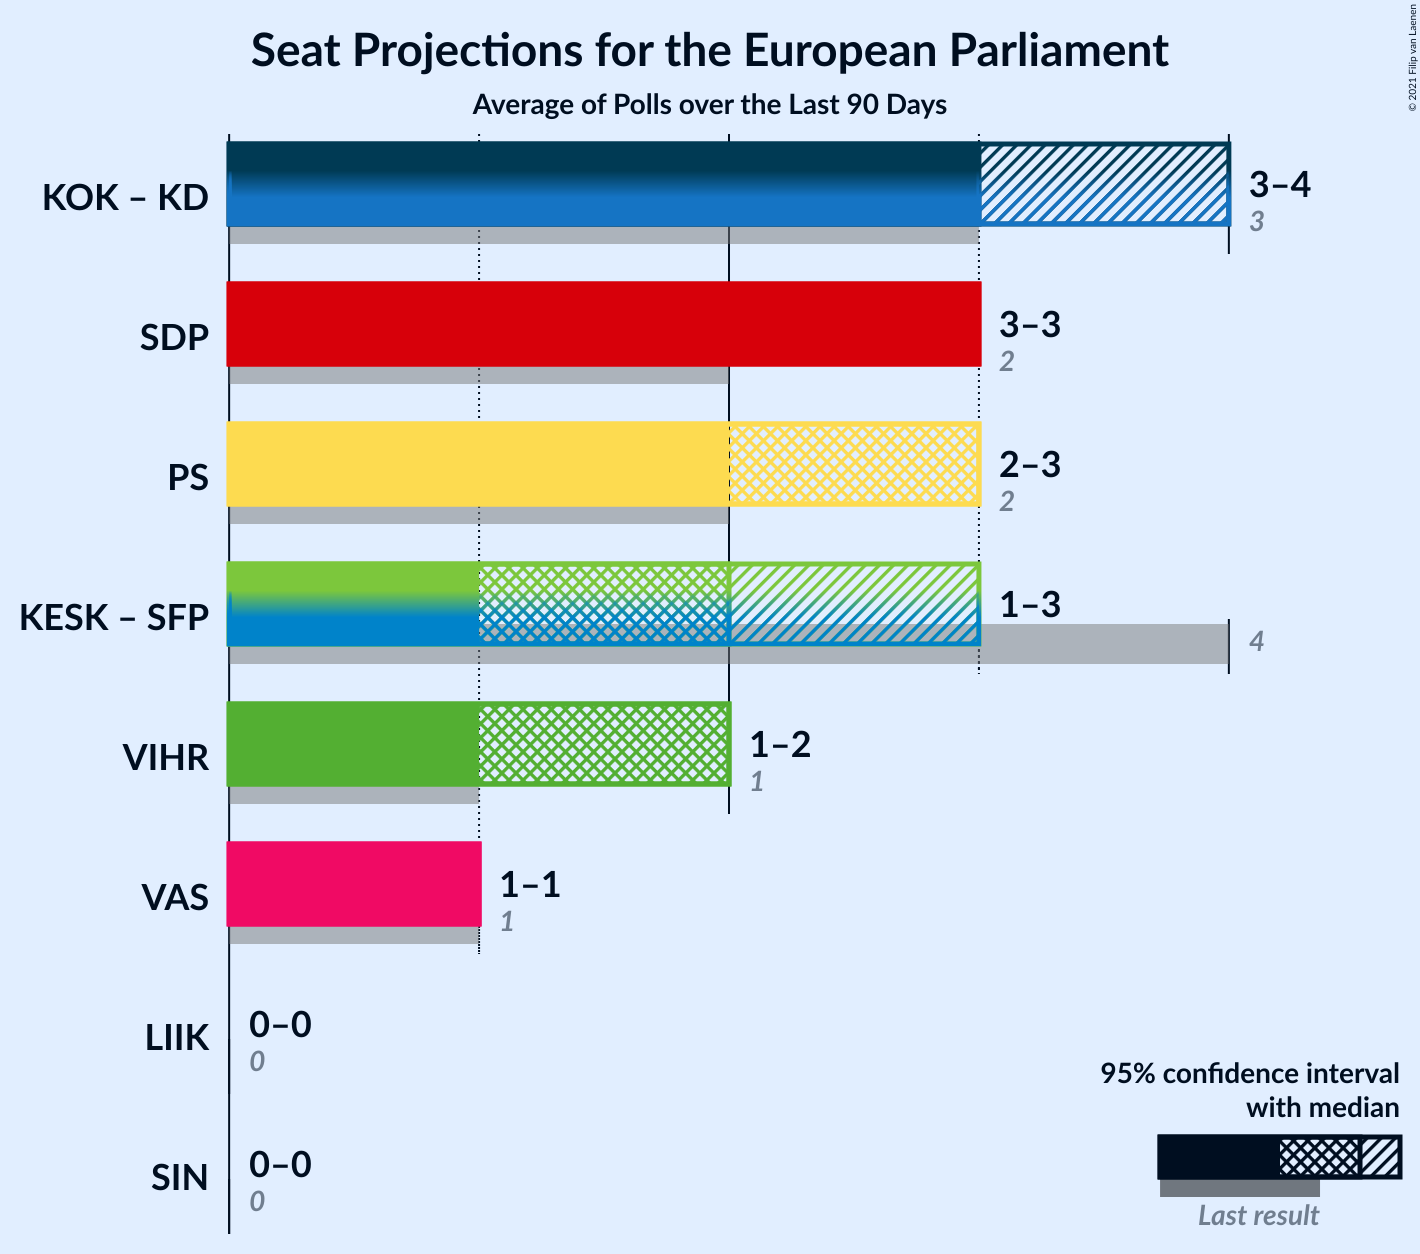 Seat Projections for the European Parliament
Average of Polls over the Last 90 Days
© 2021 Filip van Laenen
KOK – KD
3–4
3
SDP
3–3
2
PS
2–3
2
KESK – SFP
1–3
4
VIHR
1–2
1
VAS
1–1
1
LIIK
0–0
0
SIN
0–0
0
95% confidence interval
with median
Last result